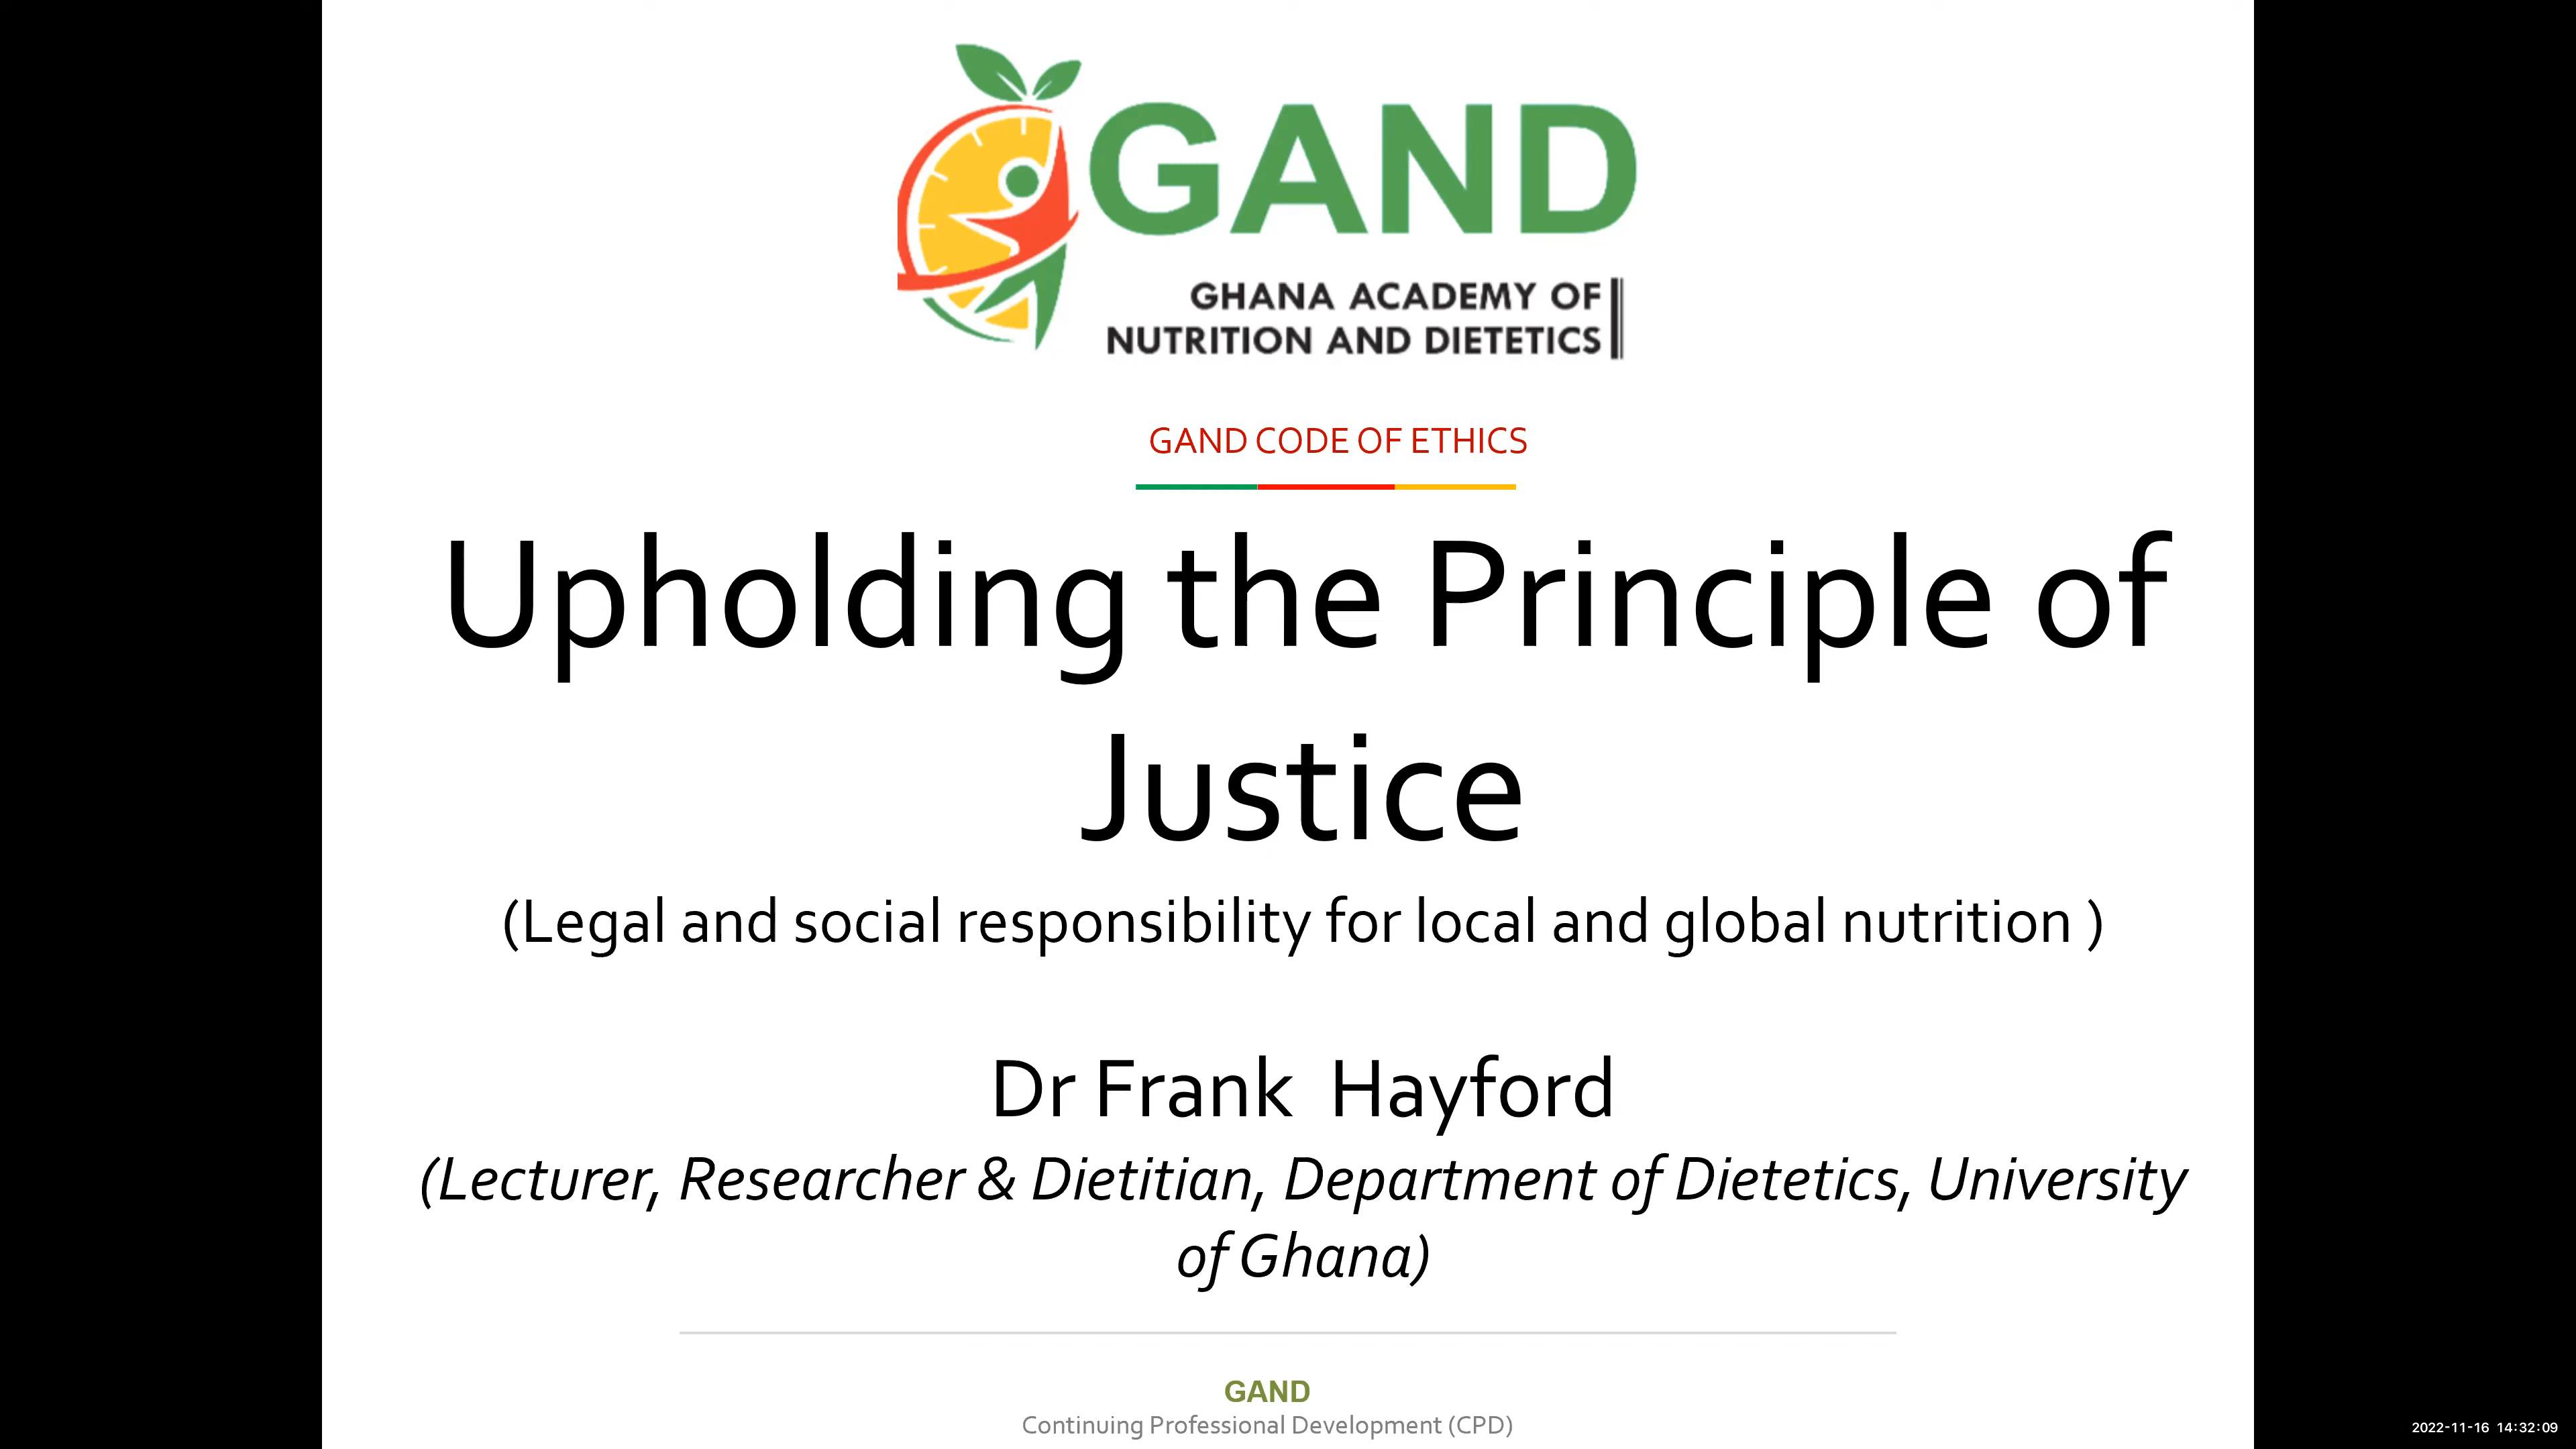 GAND
GHANA ACADEMY OF
NUTRITION AND DIETETICS
GAND CODE OF ETHICS
Upholding the Principle of
Justice
(Legal and social responsibility for local and global nutrition )
Dr Frank  Hayford
(Lecturer, Researcher & Dietitian, Department of Dietetics, University
of Ghana)
GAND
Continuing Professional Development (CPD)
2022-11-16 14:32:09